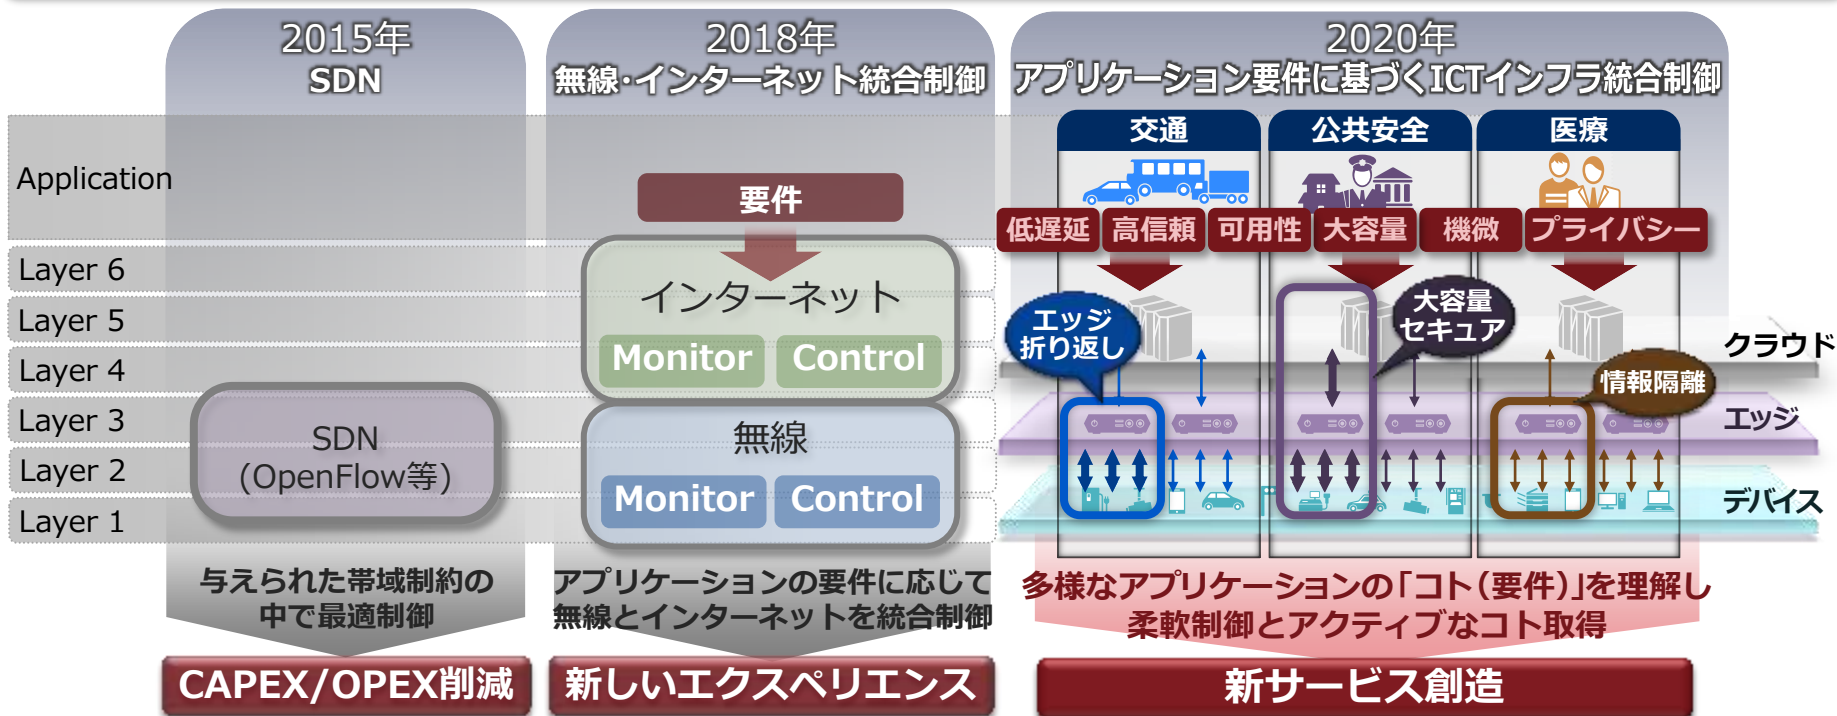 2015年
SDN
2018年
無線・インターネット統合制御
2020年
アプリケーション要件に基づくICTインフラ統合制御
交通
公共安全
医療
Application
要件
低遅延
高信頼
可用性
大容量
機微
プライバシー
Layer 6
Layer 5
Layer 4
Layer 3
Layer 2
Layer 1
インターネット
Monitor
Control
無線
Monitor
Control
SDN
(OpenFlow等)
エッジ
折り返し
大容量
セキュア
情報隔離
クラウド
エッジ
デバイス
与えられた帯域制約の
中で最適制御
アプリケーションの要件に応じて
無線とインターネットを統合制御
多様なアプリケーションの「コト(要件)」を理解し
柔軟制御とアクティブなコト取得
CAPEX/OPEX削減
新しいエクスペリエンス
新サービス創造